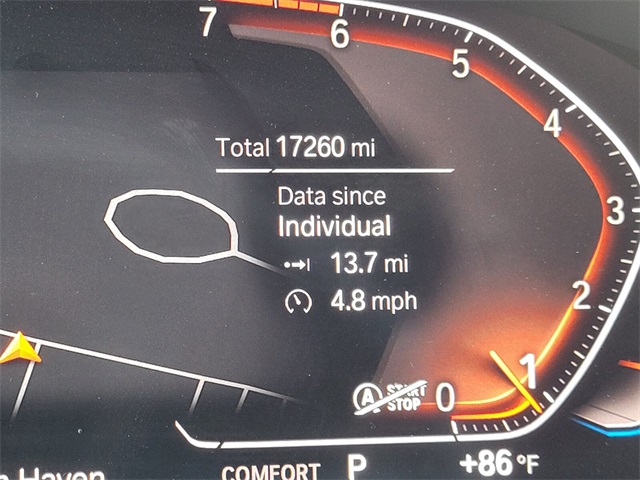 7
6
5
4
3
2
1
0
Total 17260 mi
Data since
Individual
13.7 mi
4.8 mph
A START
STOP
Haven
COMFORT P +86 °F